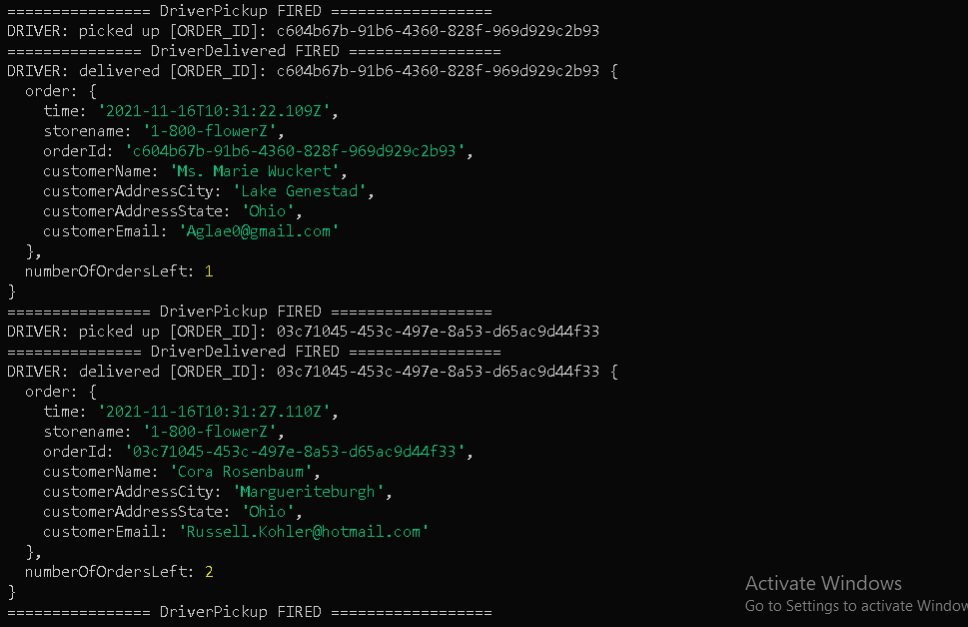 ================ DriverPickup FIRED ==================
DRIVER: picked up [ORDER_ID]: c604b67b-91b6-4360-828f-969d929c2b93
=============== DriverDelivered FIRED =================
DRIVER: delivered [ORDER_ID]: c604b67b-91b6-4360-828f-969d929c2b93 {
  order: {
    time: '2021-11-16T10:31:22.109Z',
    storename: '1-800-flowerZ',
    orderId: 'c604b67b-91b6-4360-828f-969d929c2b93',
    customerName: 'Ms. Marie Wuckert',
    customerAddressCity: 'Lake Genestad',
    customerAddressState: 'Ohio',
    customerEmail: 'Aglae0@gmail.com'
  },
  numberOfOrdersLeft: 1
}
================ DriverPickup FIRED ==================
DRIVER: picked up [ORDER_ID]: 03c71045-453c-497e-8a53-d65ac9d44f33
=============== DriverDelivered FIRED =================
DRIVER: delivered [ORDER_ID]: 03c71045-453c-497e-8a53-d65ac9d44f33 {
  order: {
    time: '2021-11-16T10:31:27.110Z',
    storename: '1-800-flowerZ',
    orderId: '03c71045-453c-497e-8a53-d65ac9d44f33',
    customerName: 'Cora Rosenbaum',
    customerAddressCity: 'Margueriteburgh',
    customerAddressState: 'Ohio',
    customerEmail: 'Russell.Kohler@hotmail.com'
  },
  numberOfOrdersLeft: 2
}
================ DriverPickup FIRED ==================
Activate Windows
Go to Settings to activate Window